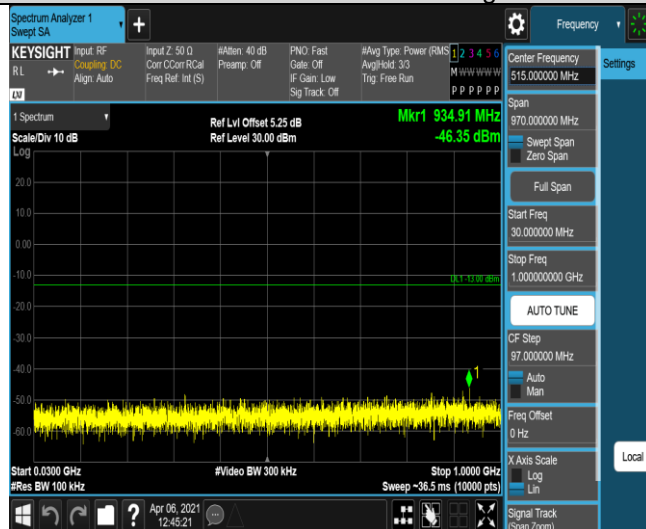 Spectrum Analyzer 1
Swept SA
Frequency
KEYSIGHT
RL
LXI
Input: RF
Coupling: DC
Align: Auto
Input Z: 50 Ω
Corr CCorr RCal
Freq Ref: Int (S)
#Atten: 40 dB
Preamp: Off
PNO: Fast
Gate: Off
IF Gain: Low
Sig Track: Off
#Avg Type: Power (RMS
Avg|Hold: 3/3
Trig: Free Run
1 2 3 4 5 6
M W W W W W
P P P P P P
Center Frequency
515.000000 MHz
Settings
1 Spectrum
Scale/Div 10 dB
Log
Ref Lvl Offset 5.25 dB
Ref Level 30.00 dBm
Mkr1 934.91 MHz
-46.35 dBm
Span
970.000000 MHz
Swept Span
Zero Span
Full Span
Start Freq
30.000000 MHz
Stop Freq
1.000000000 GHz
AUTO TUNE
CF Step
97.000000 MHz
Auto
Man
Freq Offset
0 Hz
X Axis Scale
Log
Lin
Local
Signal Track
(Span Zoom)
20.0
10.0
0.00
-10.0
DL1 -13.00 dBm
-20.0
-30.0
-40.0
1
-50.0
-60.0
Start 0.0300 GHz
#Res BW 100 kHz
#Video BW 300 kHz
Stop 1.0000 GHz
Sweep ~36.5 ms (10000 pts)
?
Apr 06, 2021
12:45:21